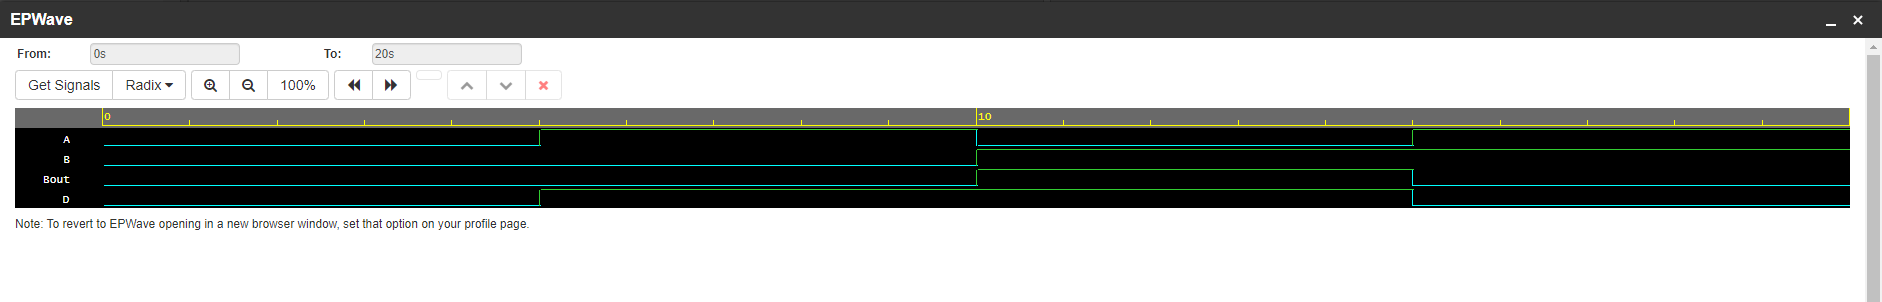 EPWave
From: 0s To: 20s
Get Signals Radix 100%
0 10
A
B
Bout
D
Note: To revert to EPWave opening in a new browser window, set that option on your profile page.